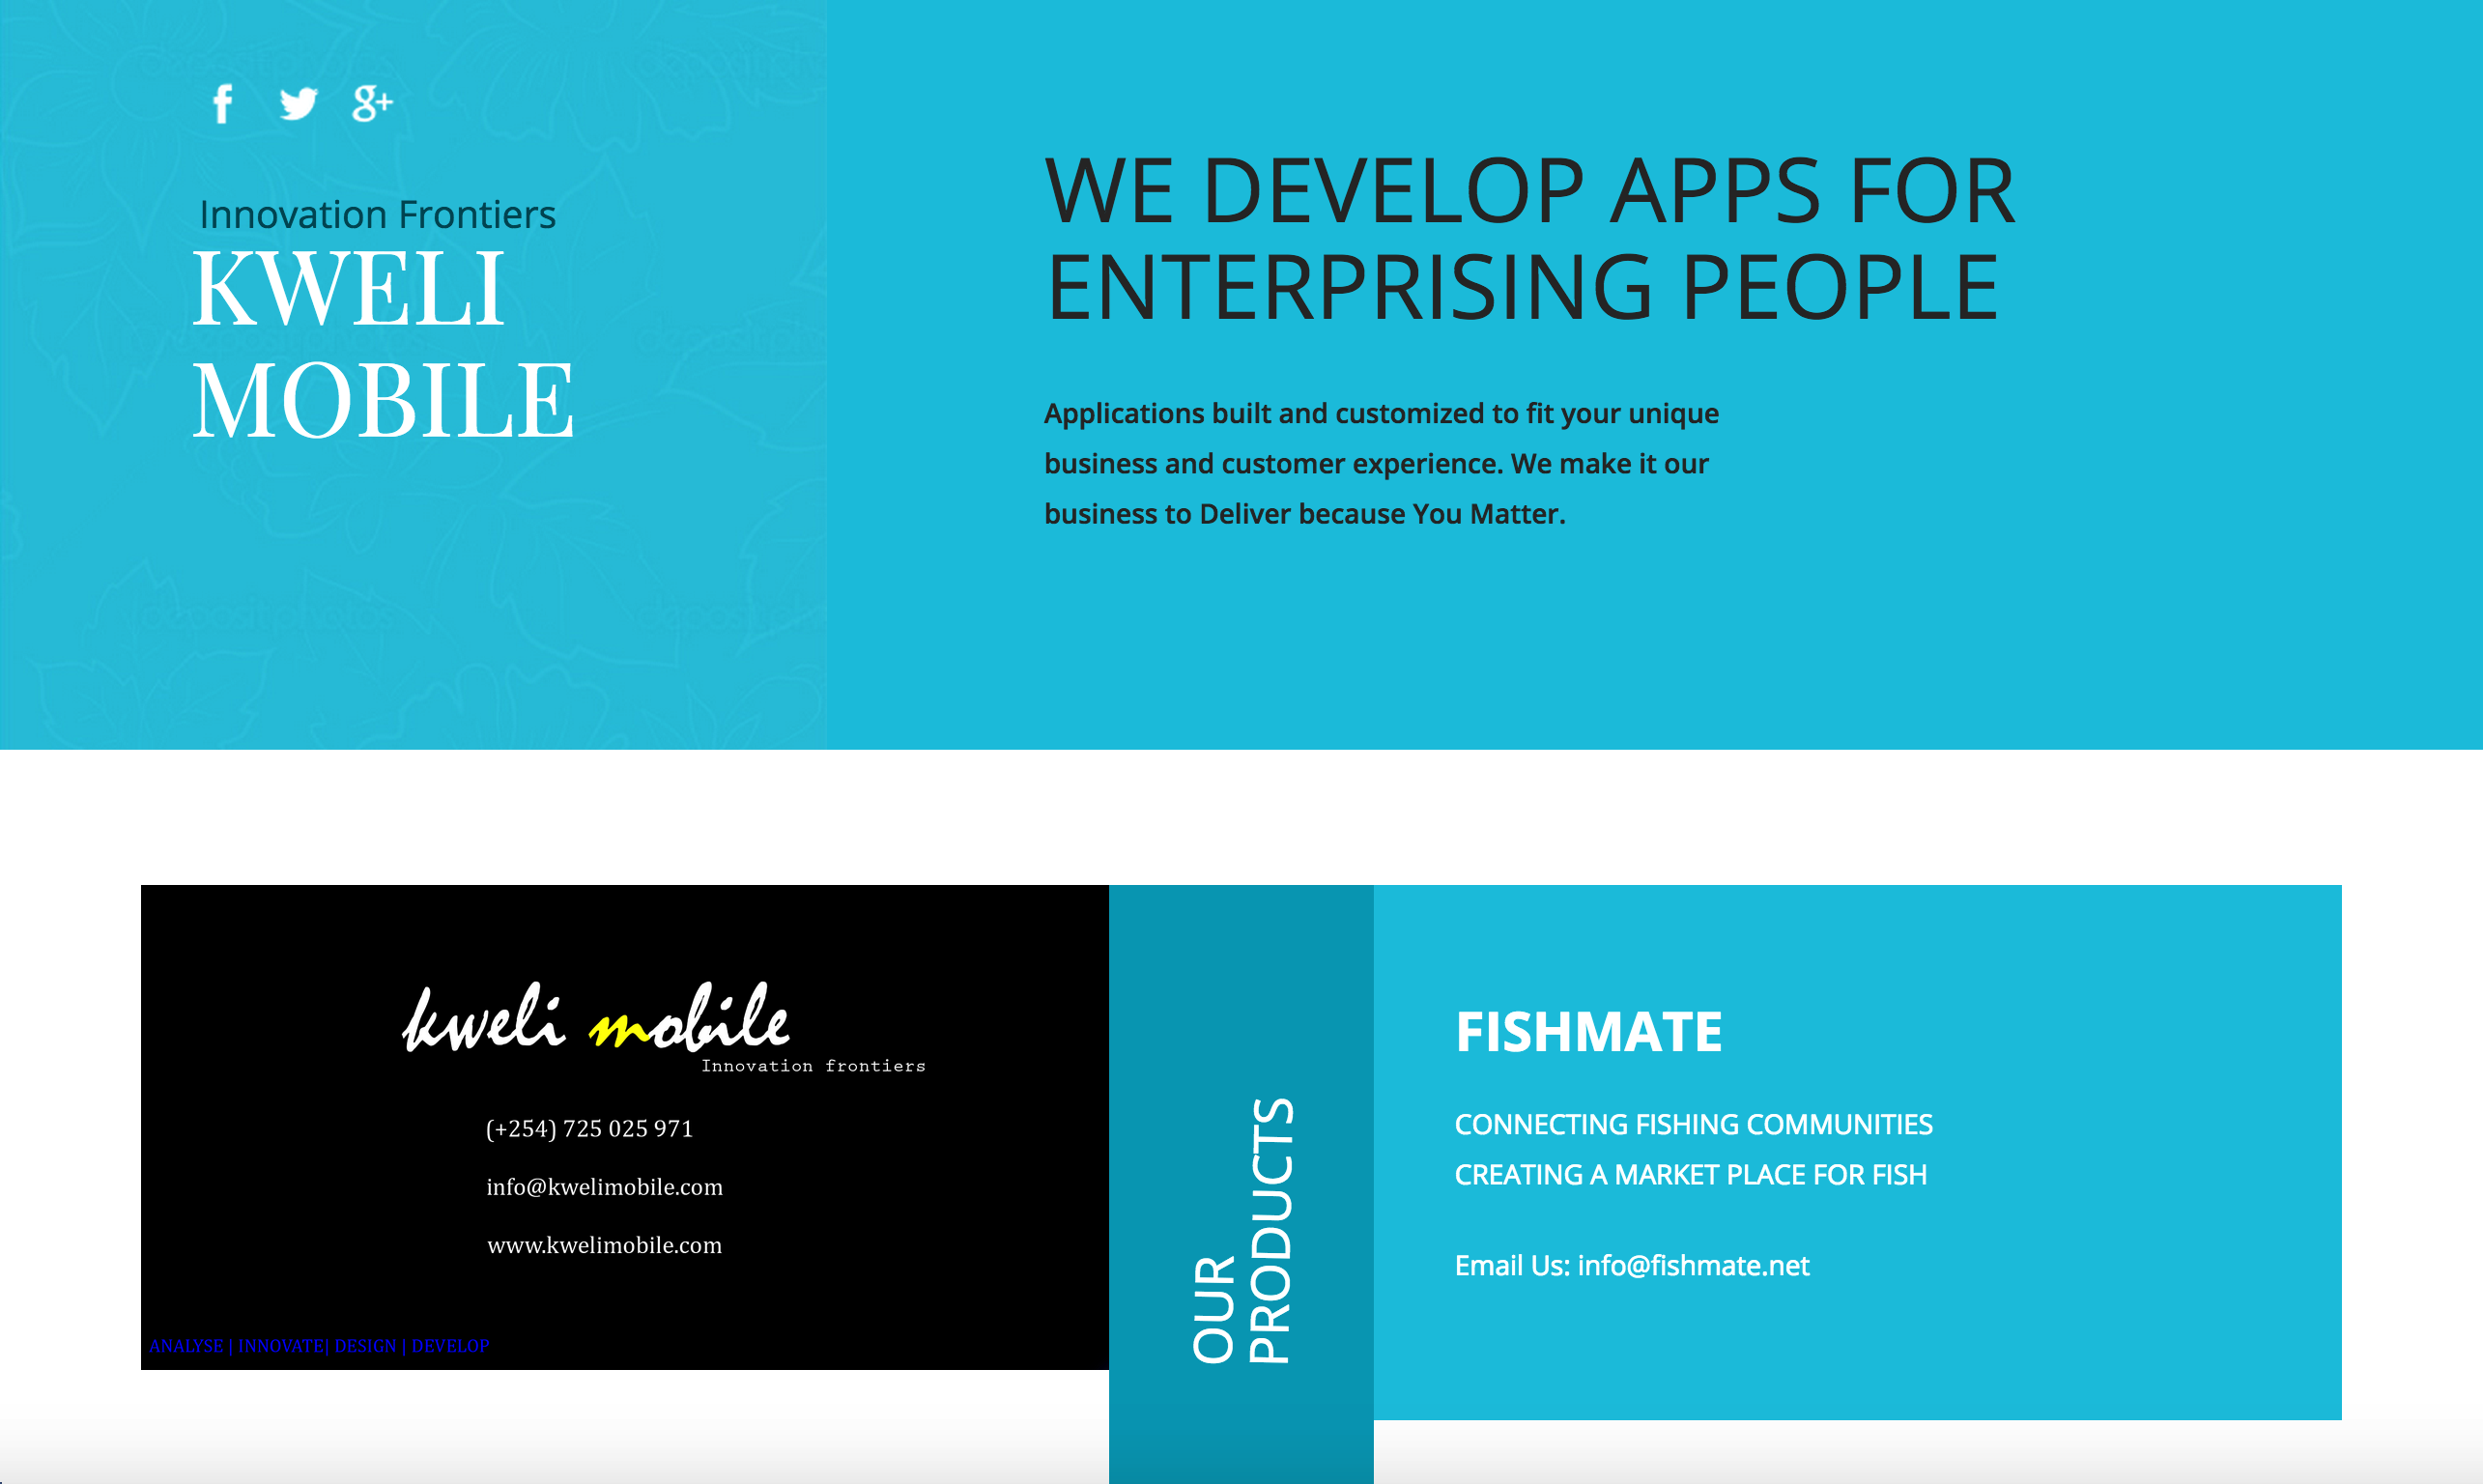 f
g+
Innovation Frontiers
KWELI
MOBILE
WE DEVELOP APPS FOR
ENTERPRISING PEOPLE
Applications built and customized to fit your unique
business and customer experience. We make it our
business to Deliver because You Matter.
depositphotos
depositphotos
kweli mobile
Innovation frontiers
(+254) 725 025 971
info@kwelimobile.com
www.kwelimobile.com
ANALYSE | INNOVATE| DESIGN | DEVELOP
OUR
PRODUCTS
FISHMATE
CONNECTING FISHING COMMUNITIES
CREATING A MARKET PLACE FOR FISH
Email Us: info@fishmate.net